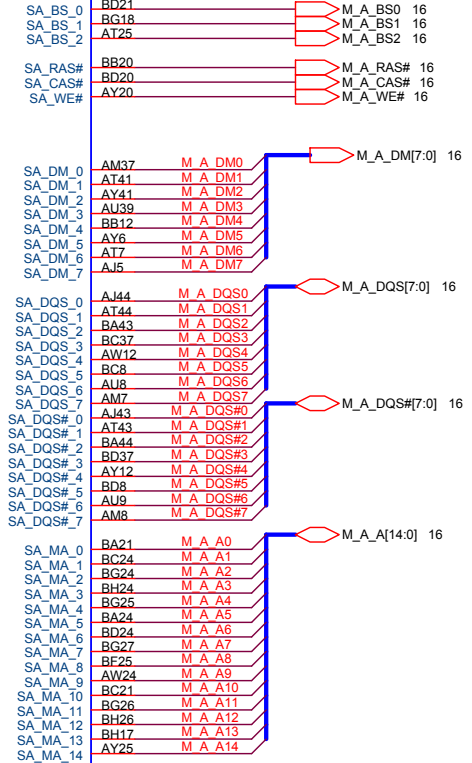 SA_BS_0 BD21 M_A_BS0 16
SA_BS_1 BG18 M_A_BS1 16
SA_BS_2 AT25 M_A_BS2 16
SA_RAS# BB20 M_A_RAS# 16
SA_CAS# BD20 M_A_CAS# 16
SA_WE# AY20 M_A_WE# 16
M_A_DM[7:0] 16
SA_DM_0 AM37 M_A_DM0
SA_DM_1 AT41 M_A_DM1
SA_DM_2 AY41 M_A_DM2
SA_DM_3 AU39 M_A_DM3
SA_DM_4 BB12 M_A_DM4
SA_DM_5 AY6 M_A_DM5
SA_DM_6 AT7 M_A_DM6
SA_DM_7 AJ5 M_A_DM7
M_A_DQS[7:0] 16
SA_DQS_0 AJ44 M_A_DQS0
SA_DQS_1 AT44 M_A_DQS1
SA_DQS_2 BA43 M_A_DQS2
SA_DQS_3 BC37 M_A_DQS3
SA_DQS_4 AW12 M_A_DQS4
SA_DQS_5 BC8 M_A_DQS5
SA_DQS_6 AU8 M_A_DQS6
SA_DQS_7 AM7 M_A_DQS7
M_A_DQS#[7:0] 16
SA_DQS#_0 AJ43 M_A_DQS#0
SA_DQS#_1 AT43 M_A_DQS#1
SA_DQS#_2 BA44 M_A_DQS#2
SA_DQS#_3 BD37 M_A_DQS#3
SA_DQS#_4 AY12 M_A_DQS#4
SA_DQS#_5 BD8 M_A_DQS#5
SA_DQS#_6 AU9 M_A_DQS#6
SA_DQS#_7 AM8 M_A_DQS#7
M_A_A[14:0] 16
SA_MA_0 BA21 M_A_A0
SA_MA_1 BC24 M_A_A1
SA_MA_2 BG24 M_A_A2
SA_MA_3 BH24 M_A_A3
SA_MA_4 BG25 M_A_A4
SA_MA_5 BA24 M_A_A5
SA_MA_6 BD24 M_A_A6
SA_MA_7 BG27 M_A_A7
SA_MA_8 BF25 M_A_A8
SA_MA_9 AW24 M_A_A9
SA_MA_10 BC21 M_A_A10
SA_MA_11 BG26 M_A_A11
SA_MA_12 BH26 M_A_A12
SA_MA_13 BH17 M_A_A13
SA_MA_14 AY25 M_A_A14